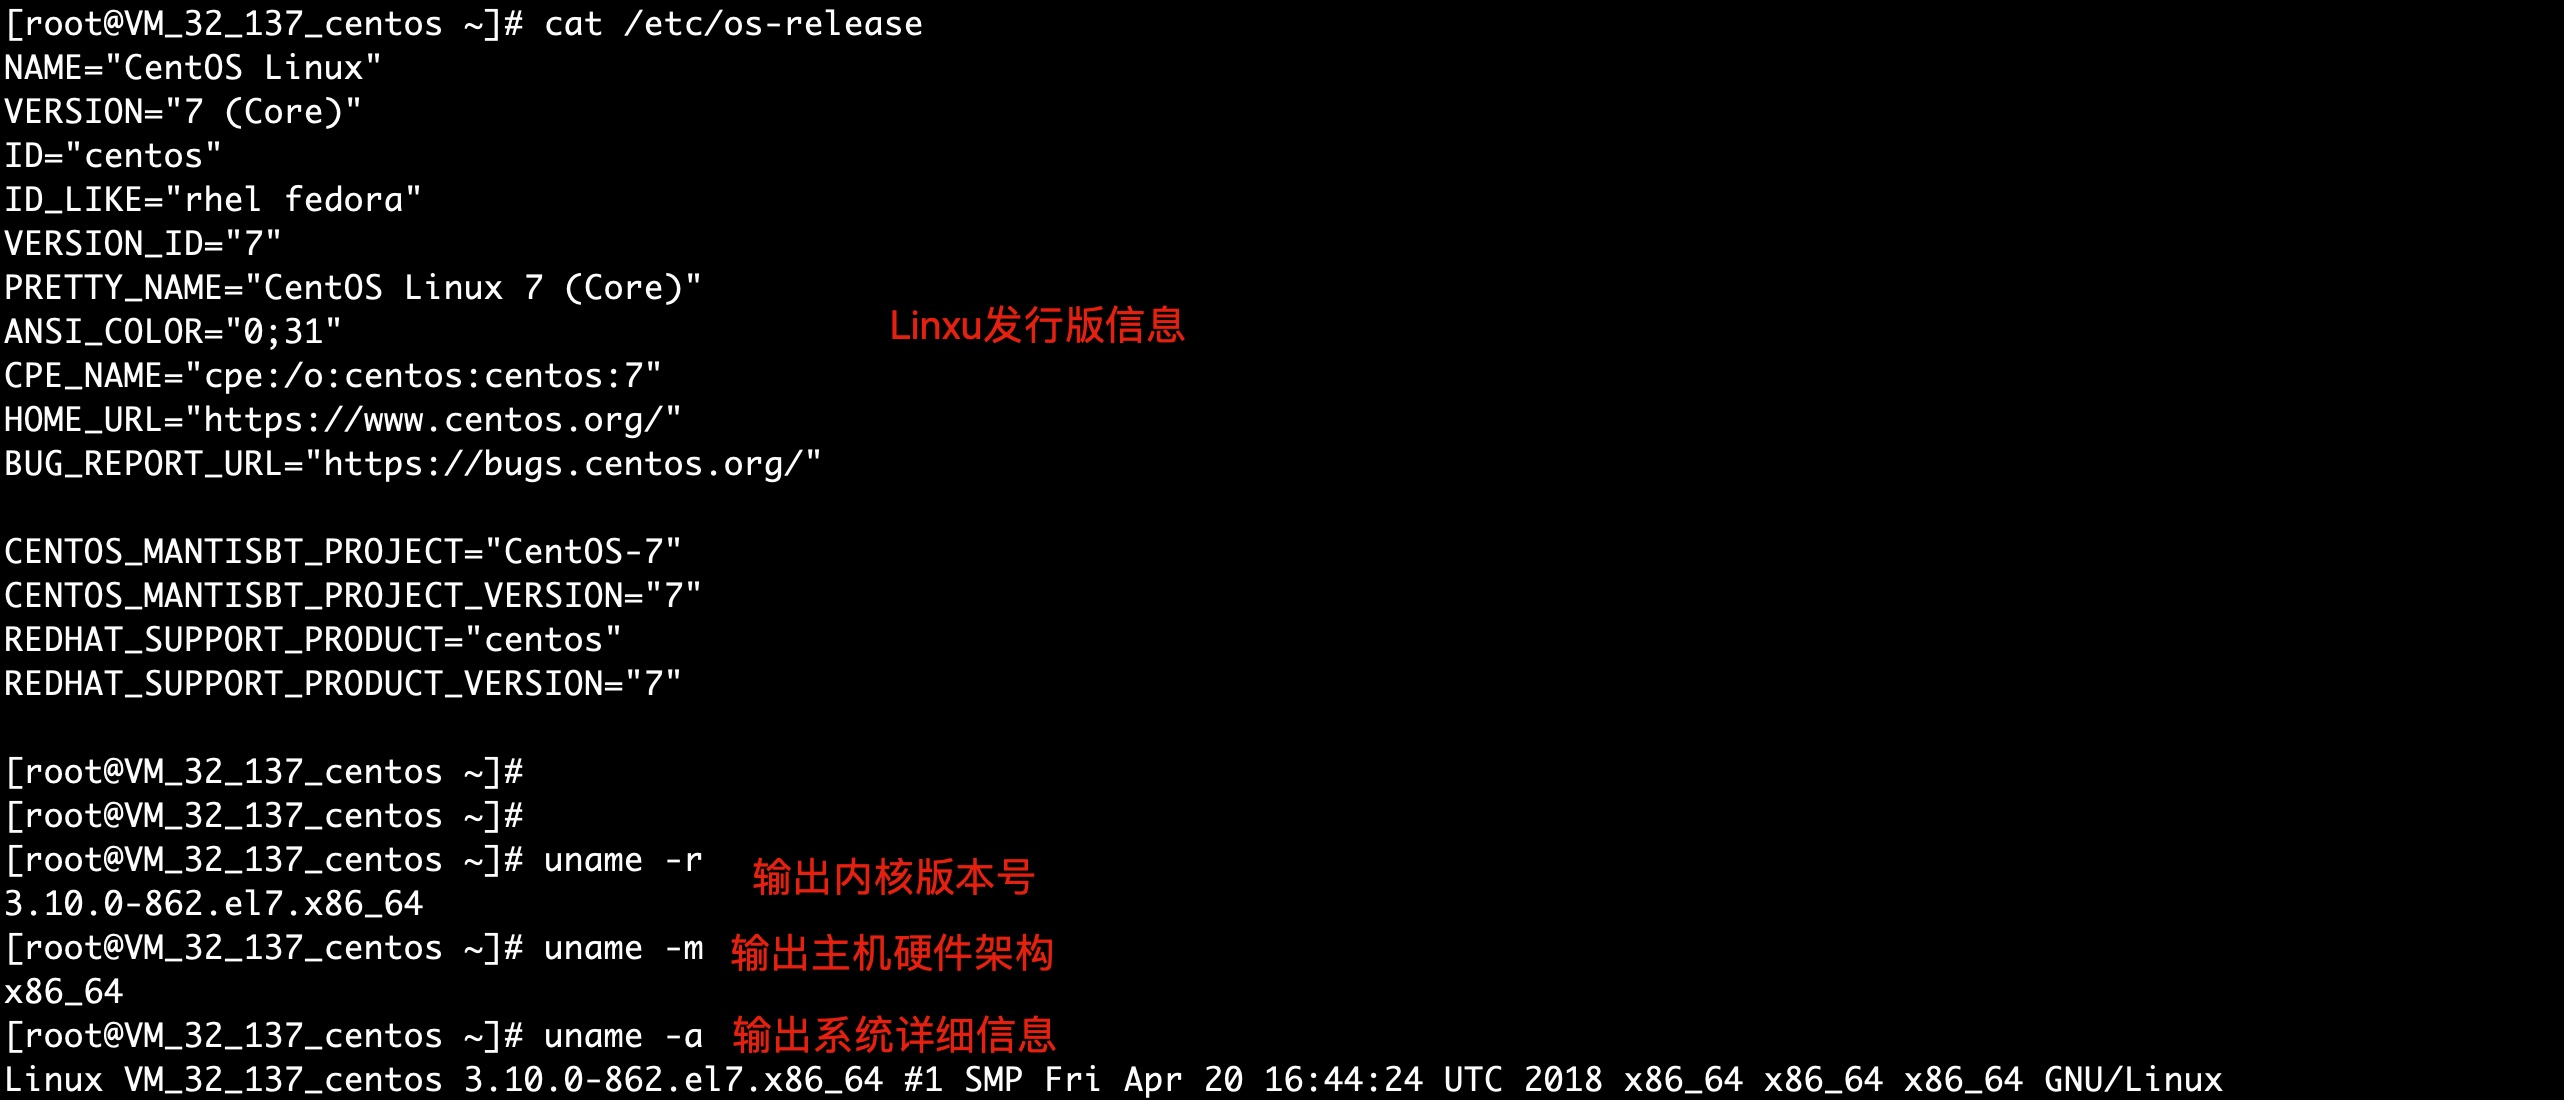 [root@VM_32_137_centos ~]# cat /etc/os-release
NAME="CentOS Linux"
VERSION="7 (Core)"
ID="centos"
ID_LIKE="rhel fedora"
VERSION_ID="7"
PRETTY_NAME="CentOS Linux 7 (Core)"
Linxu发行版信息
ANSI_COLOR="0;31"
CPE_NAME="cpe:/o:centos:centos:7"
HOME_URL="https://www.centos.org/"
BUG_REPORT_URL="https://bugs.centos.org/"
CENTOS_MANTISBT_PROJECT="CentOS-7"
CENTOS_MANTISBT_PROJECT_VERSION="7"
REDHAT_SUPPORT_PRODUCT="centos"
REDHAT_SUPPORT_PRODUCT_VERSION="7"
[root@VM_32_137_centos ~]#
[root@VM_32_137_centos ~]#
[root@VM_32_137_centos ~]# uname -r 输出内核版本号
3.10.0-862.el7.x86_64
[root@VM_32_137_centos ~]# uname -m 输出主机硬件架构
x86_64
[root@VM_32_137_centos ~]# uname -a 输出系统详细信息
Linux VM_32_137_centos 3.10.0-862.el7.x86_64 #1 SMP Fri Apr 20 16:44:24 UTC 2018 x86_64 x86_64 x86_64 GNU/Linux